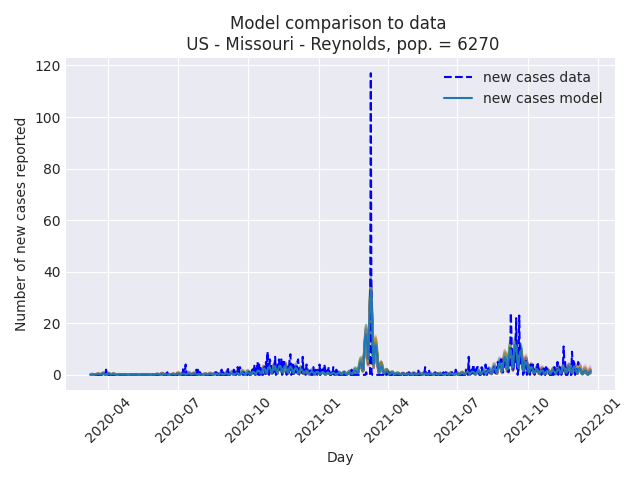 Model comparison to data
US - Missouri - Reynolds, pop. = 6270
new cases data
new cases model
Number of new cases reported
120
100
80
60
40
20
0
2020-04
2020-07
2020-10
2021-01
2021-04
2021-07
2021-10
2022-01
Day